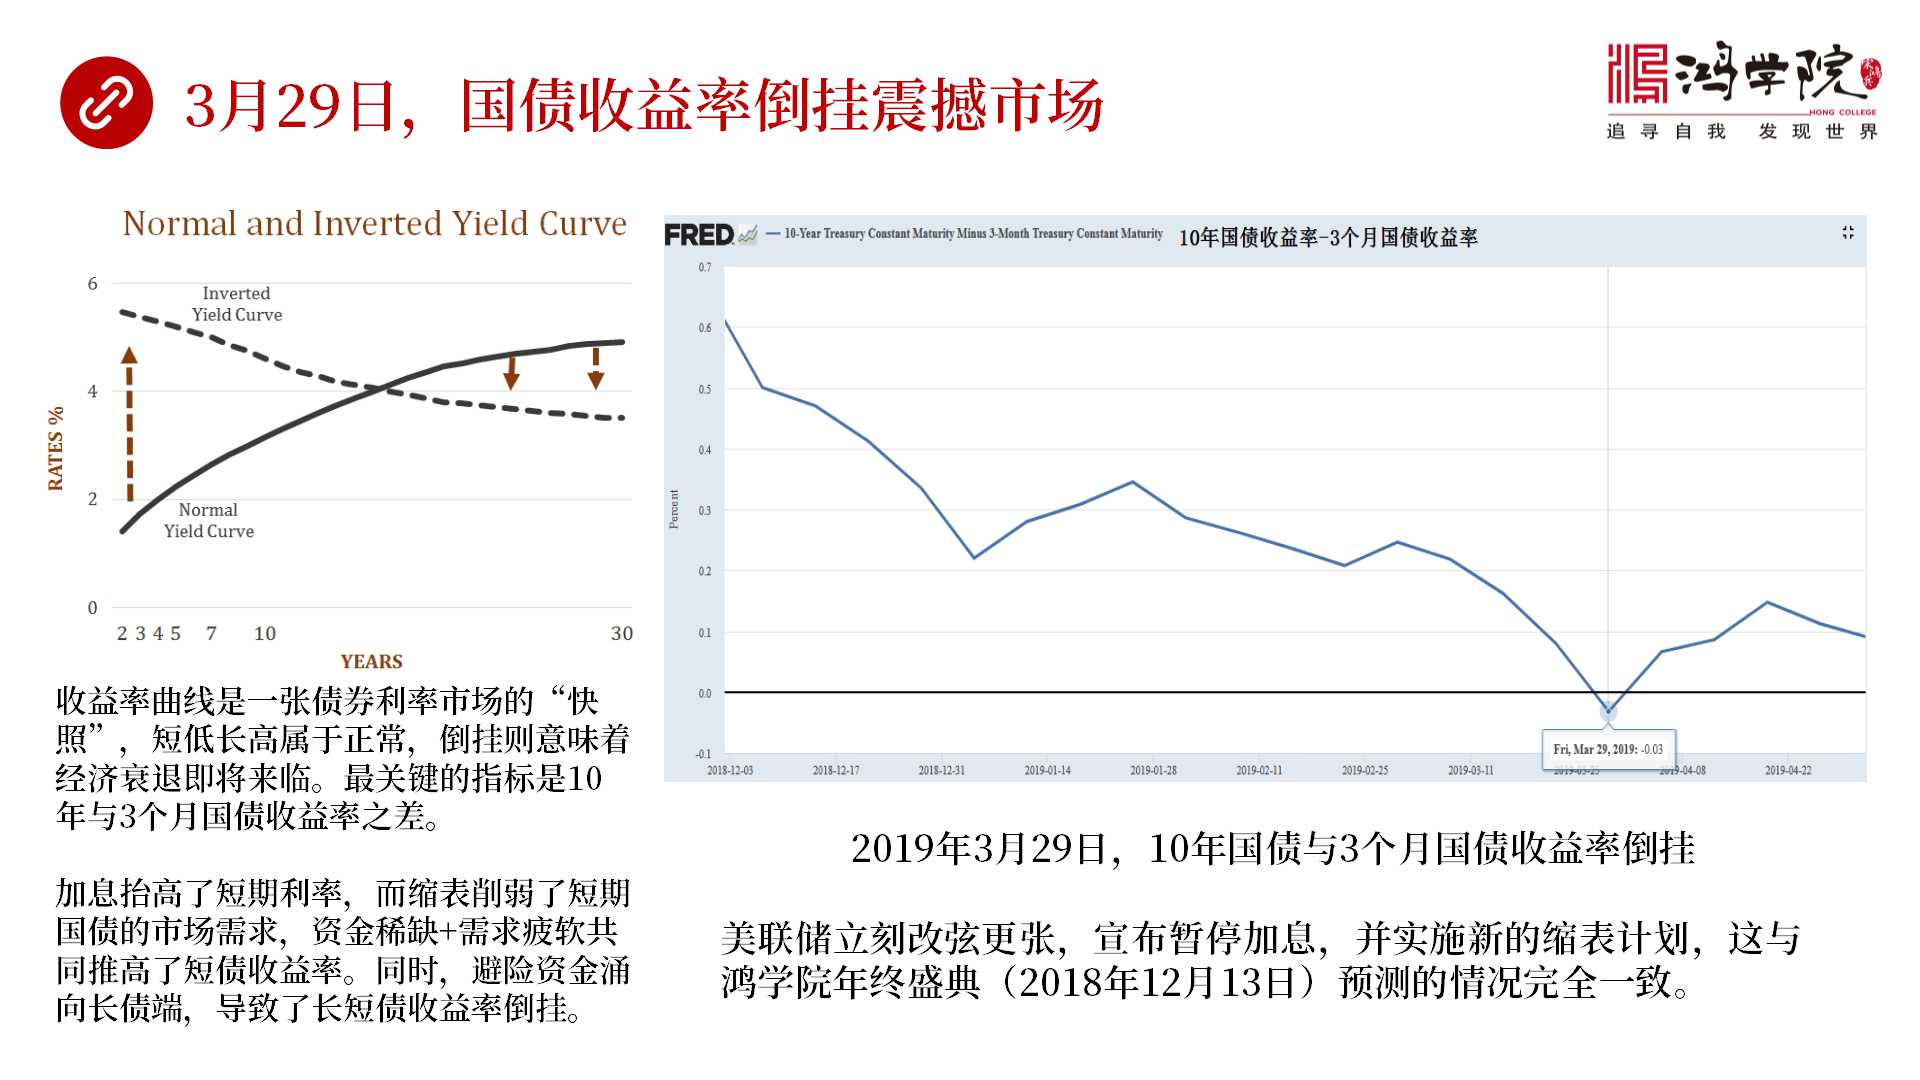 3月29日，国债收益率倒挂震撼市场
鸿学院
HONG COLLEGE
追寻自我 发现世界
Normal and Inverted Yield Curve
6
Inverted
Yield Curve
4
RATES %
2
Normal
Yield Curve
0
2 3 4 5 7 10 30
YEARS
收益率曲线是一张债券利率市场的“快
照”，短低长高属于正常，倒挂则意味着
经济衰退即将来临。最关键的指标是10
年与3个月国债收益率之差。
加息抬高了短期利率，而缩表削弱了短期
国债的市场需求，资金稀缺+需求疲软共
同推高了短债收益率。同时，避险资金涌
向长债端，导致了长短债收益率倒挂。
FRED
10-Year Treasury Constant Maturity Minus 3-Month Treasury Constant Maturity
10年国债收益率-3个月国债收益率
0.7
0.6
0.5
0.4
0.3
Percent
0.2
0.1
0.0
-0.1
Fri, Mar 29, 2019: -0.03
2018-12-03 2018-12-17 2018-12-31 2019-01-14 2019-01-28 2019-02-11 2019-02-25 2019-03-11 2019-03-25 2019-04-08 2019-04-22
2019年3月29日，10年国债与3个月国债收益率倒挂
美联储立刻改弦更张，宣布暂停加息，并实施新的缩表计划，这与
鸿学院年终盛典（2018年12月13日）预测的情况完全一致。